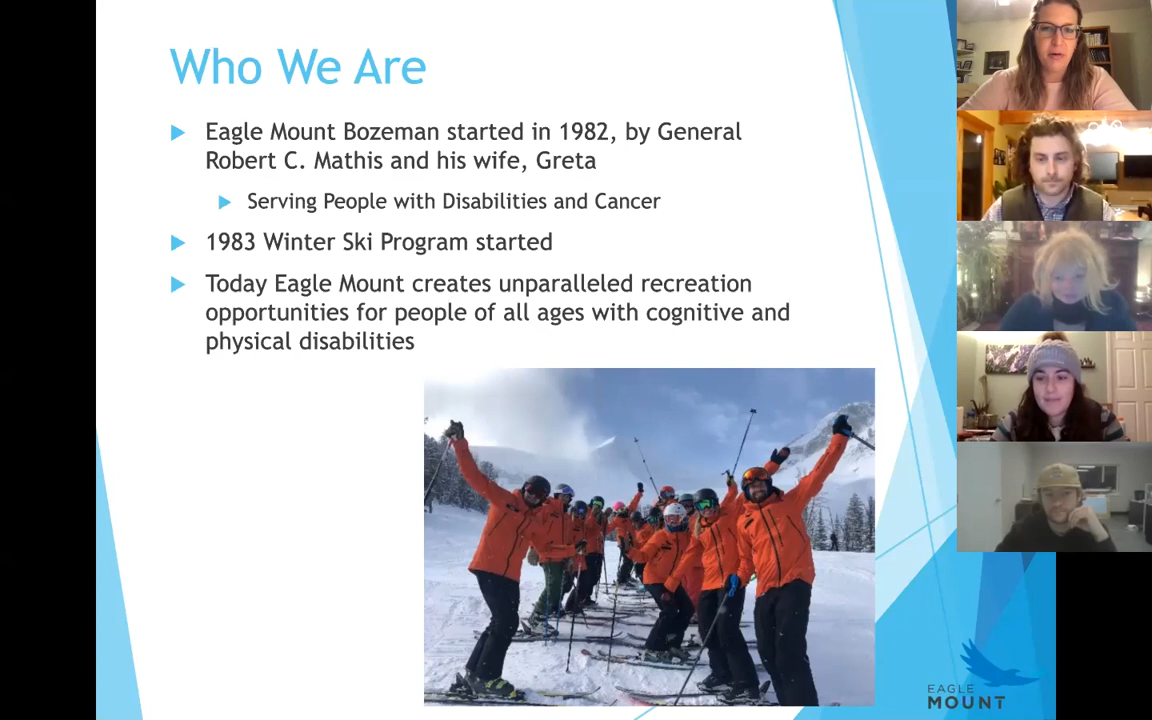 Who We Are
Eagle Mount Bozeman started in 1982, by General
Robert C. Mathis and his wife, Greta
Serving People with Disabilities and Cancer
1983 Winter Ski Program started
Today Eagle Mount creates unparalleled recreation
opportunities for people of all ages with cognitive and
physical disabilities
EAGLE
MOUNT